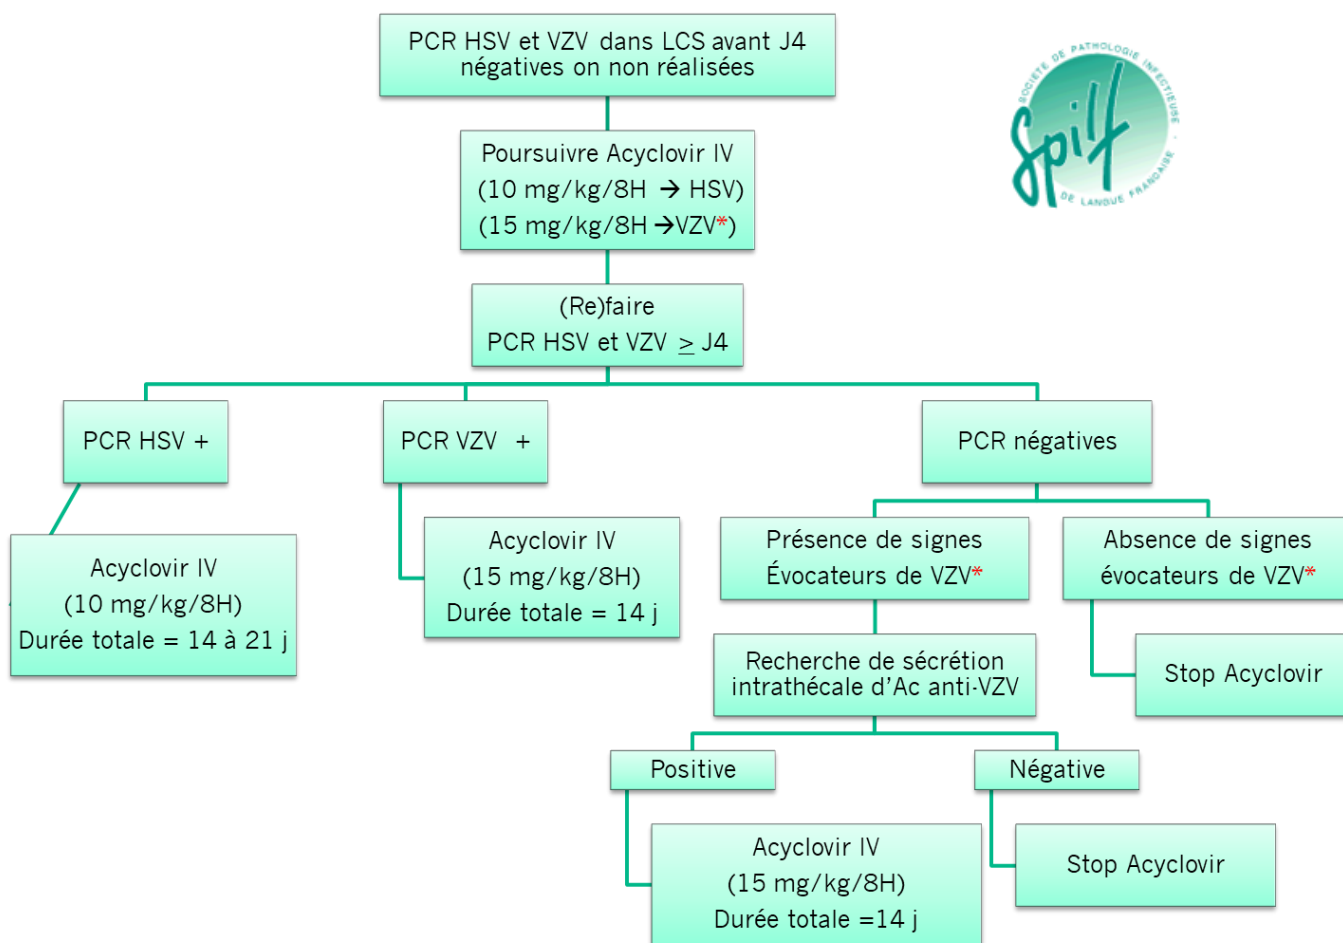 PCR HSV et VZV dans LCS avant J4
négatives on non réalisées
SOCIÉTÉ DE PATHOLOGIE INFECTIEUSE
Spilf
DE LANGUE FRANÇAISE -
Poursuivre Acyclovir IV
(10 mg/kg/8H → HSV)
(15 mg/kg/8H →VZV*)
(Re)faire
PCR HSV et VZV ≥ J4
PCR HSV +
PCR VZV +
PCR négatives
Acyclovir IV
(10 mg/kg/8H)
Durée totale = 14 à 21 j
Acyclovir IV
(15 mg/kg/8H)
Durée totale = 14 j
Présence de signes
Évocateurs de VZV*
Absence de signes
évocateurs de VZV*
Recherche de sécrétion
intrathécale d'Ac anti-VZV
Stop Acyclovir
Positive
Négative
Acyclovir IV
(15 mg/kg/8H)
Durée totale =14 j
Stop Acyclovir